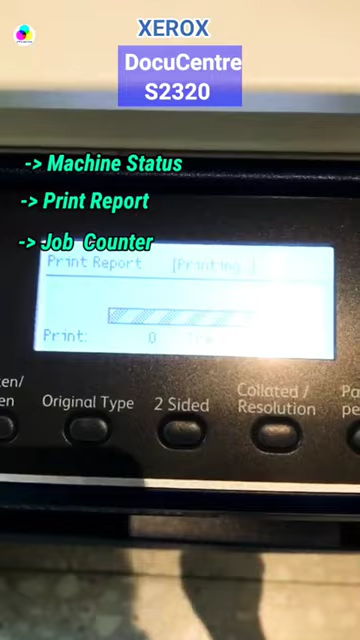 XEROX
DocuCentre
S2320
-> Machine Status
-> Print Report
-> Job Counter
Print Report [Printing ]
Print: 0
Original Type
2 Sided
Collated /
Resolution